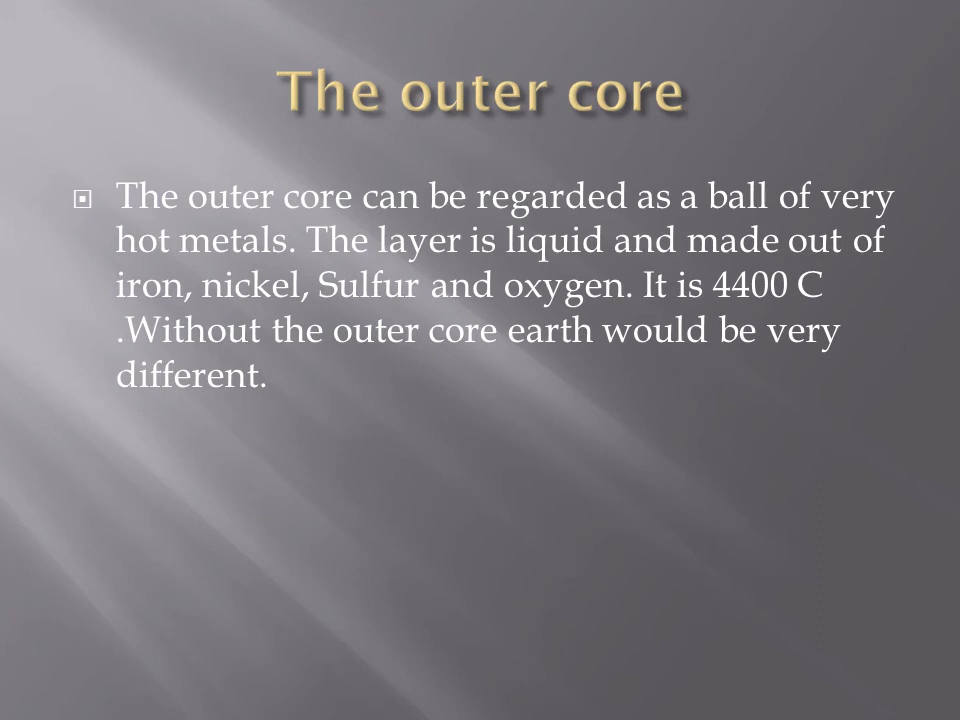 The outer core
The outer core can be regarded as a ball of very
hot metals. The layer is liquid and made out of
iron, nickel, Sulfur and oxygen. It is 4400 C
.Without the outer core earth would be very
different.